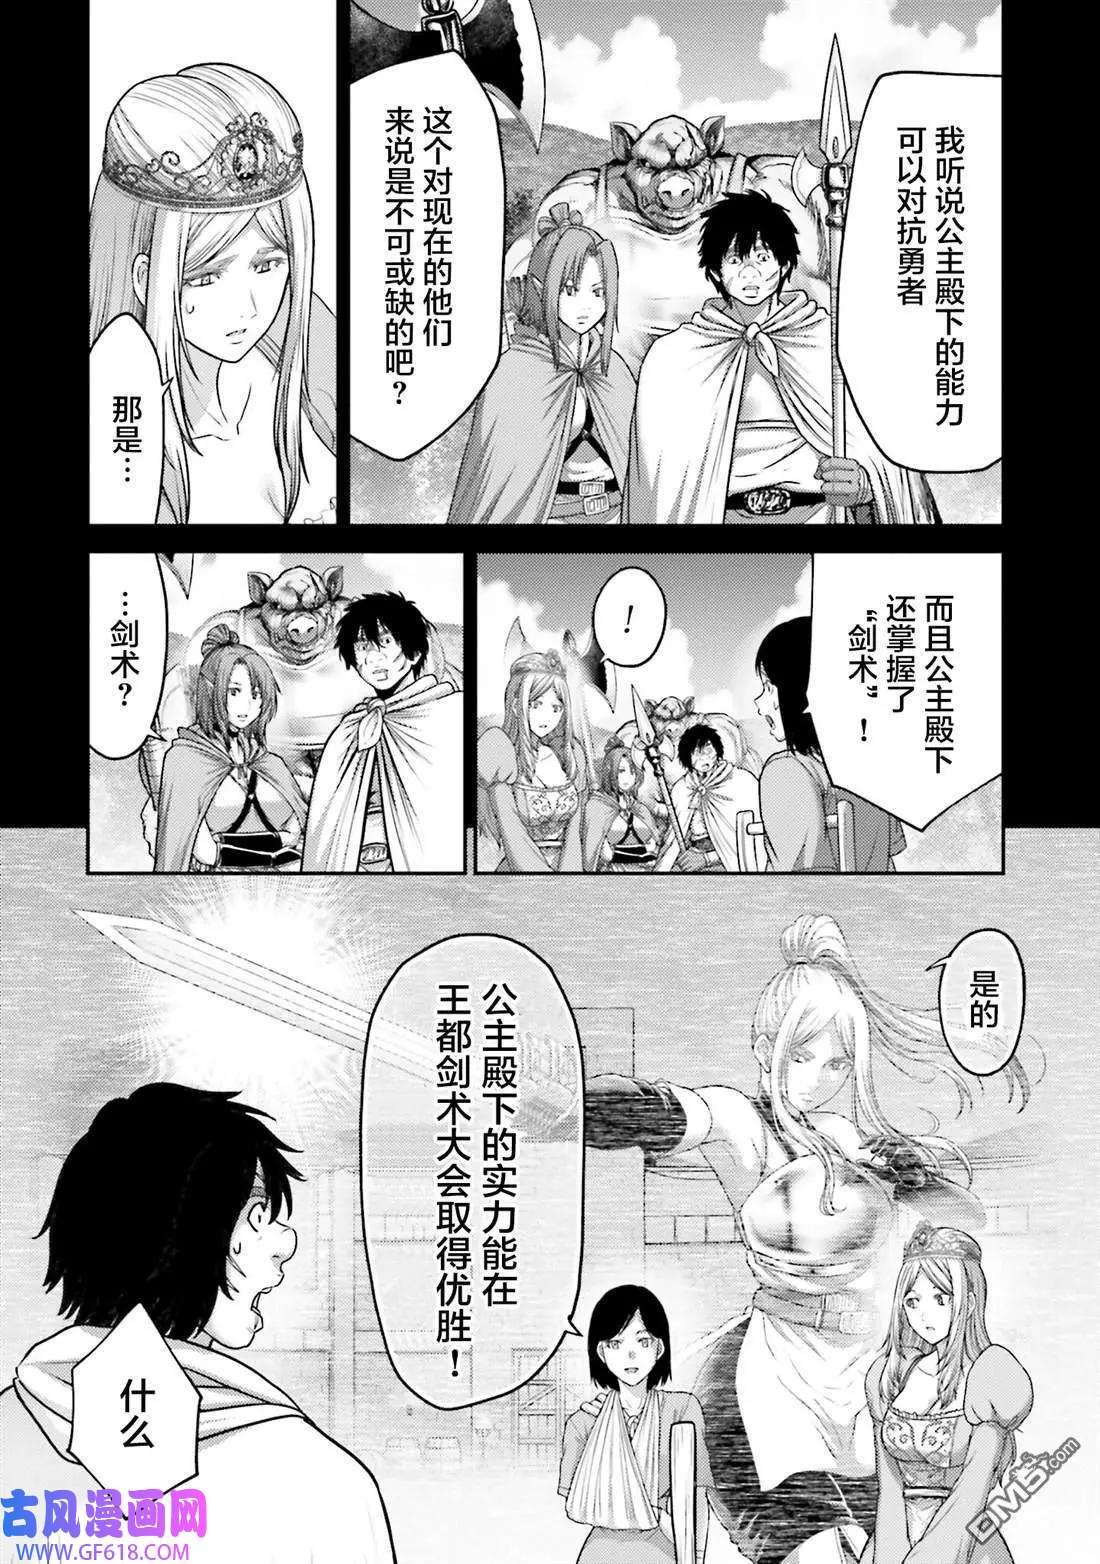 我听说公主殿下的能力
可以对抗勇者
这个对现在的他们
来说是不可或缺的吧？
那是…
而且公主殿下
还掌握了
”剑术”！
！
…剑术？
是的
公主殿下的实力能在
王都剑术大会取得优胜！
什么
古风漫画网
WWW.GF618.COM
DM5.com